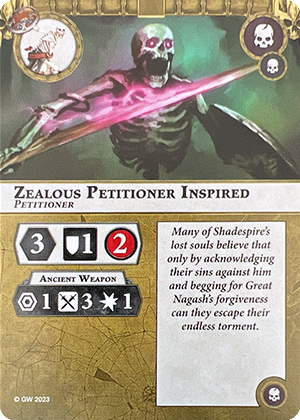 Zealous Petitioner Inspired
Petitioner
3 1 2
Ancient Weapon
1 3 1
Many of Shadespire's
lost souls believe that
only by acknowledging
their sins against him
and begging for Great
Nagash's forgiveness
can they escape their
endless torment.
© GW 2023